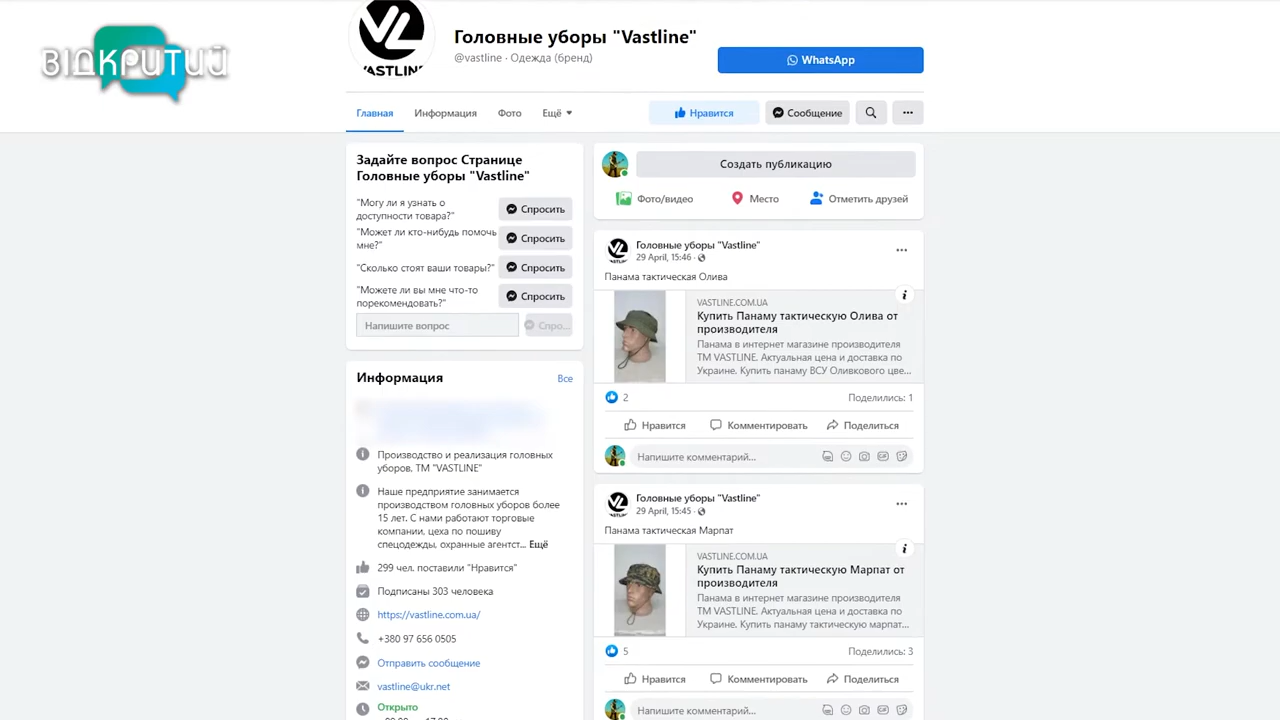 ВІДКРИТИЙ
VL
VASTLINE
Головные уборы "Vastline"
@vastline · Одежда (бренд)
WhatsApp
Главная Информация Фото Ещё
Нравится Сообщение
Задайте вопрос Странице
Головные уборы "Vastline"
"Могу ли я узнать о
доступности товара?"
Спросить
"Может ли кто-нибудь помочь
мне?"
Спросить
"Сколько стоят ваши товары?"
Спросить
"Можете ли вы мне что-то
порекомендовать?"
Спросить
Напишите вопрос
Спро...
Информация Все
Производство и реализация головных
уборов. ТМ "VASTLINE"
Наше предприятие занимается
производством головных уборов более
15 лет. С нами работают торговые
компании, цеха по пошиву
спецодежды, охранные агентст... Ещё
299 чел. поставили "Нравится"
Подписаны 303 человека
https://vastline.com.ua/
+380 97 656 0505
Отправить сообщение
vastline@ukr.net
Открыто
Создать публикацию
Фото/видео Место Отметить друзей
Головные уборы "Vastline"
29 April, 15:46 ·
Панама тактическая Олива
VASTLINE.COM.UA
Купить Панаму тактическую Олива от
производителя
Панама в интернет магазине производителя
ТМ VASTLINE. Актуальная цена и доставка по
Украине. Купить панаму ВСУ Оливкового цве...
2 Поделились: 1
Нравится Комментировать Поделиться
Напишите комментарий...
Головные уборы "Vastline"
29 April, 15:45 ·
Панама тактическая Марпат
VASTLINE.COM.UA
Купить Панаму тактическую Марпат от
производителя
Панама в интернет магазине производителя
ТМ VASTLINE. Актуальная цена и доставка по
Украине. Купить панаму тактическую марпат...
5 Поделились: 3
Нравится Комментировать Поделиться
Напишите комментарий...